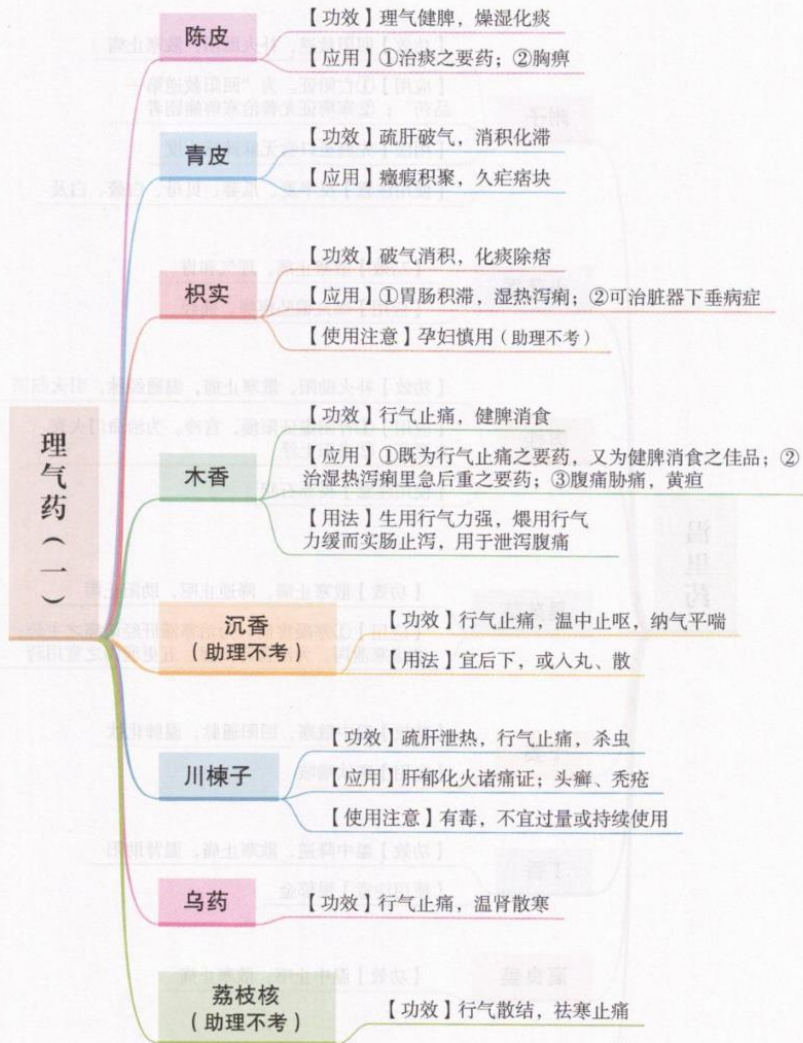 理气药（一）
陈皮
【功效】理气健脾，燥湿化痰
【应用】①治痰之要药；②胸痹
青皮
【功效】疏肝破气，消积化滞
【应用】癥瘕积聚，久疟痞块
枳实
【功效】破气消积，化痰除痞
【应用】①胃肠积滞，湿热泻痢；②可治脏器下垂病症
【使用注意】孕妇慎用（助理不考）
木香
【功效】行气止痛，健脾消食
【应用】①既为行气止痛之要药，又为健脾消食之佳品；②
治湿热泻痢里急后重之要药；③腹痛胁痛，黄疸
【用法】生用行气力强，煨用行气
力缓而实肠止泻，用于泄泻腹痛
沉香
（助理不考）
【功效】行气止痛，温中止呕，纳气平喘
【用法】宜后下，或入丸、散
川楝子
【功效】疏肝泄热，行气止痛，杀虫
【应用】肝郁化火诸痛证；头癣、秃疮
【使用注意】有毒，不宜过量或持续使用
乌药
【功效】行气止痛，温肾散寒
荔枝核
（助理不考）
【功效】行气散结，祛寒止痛